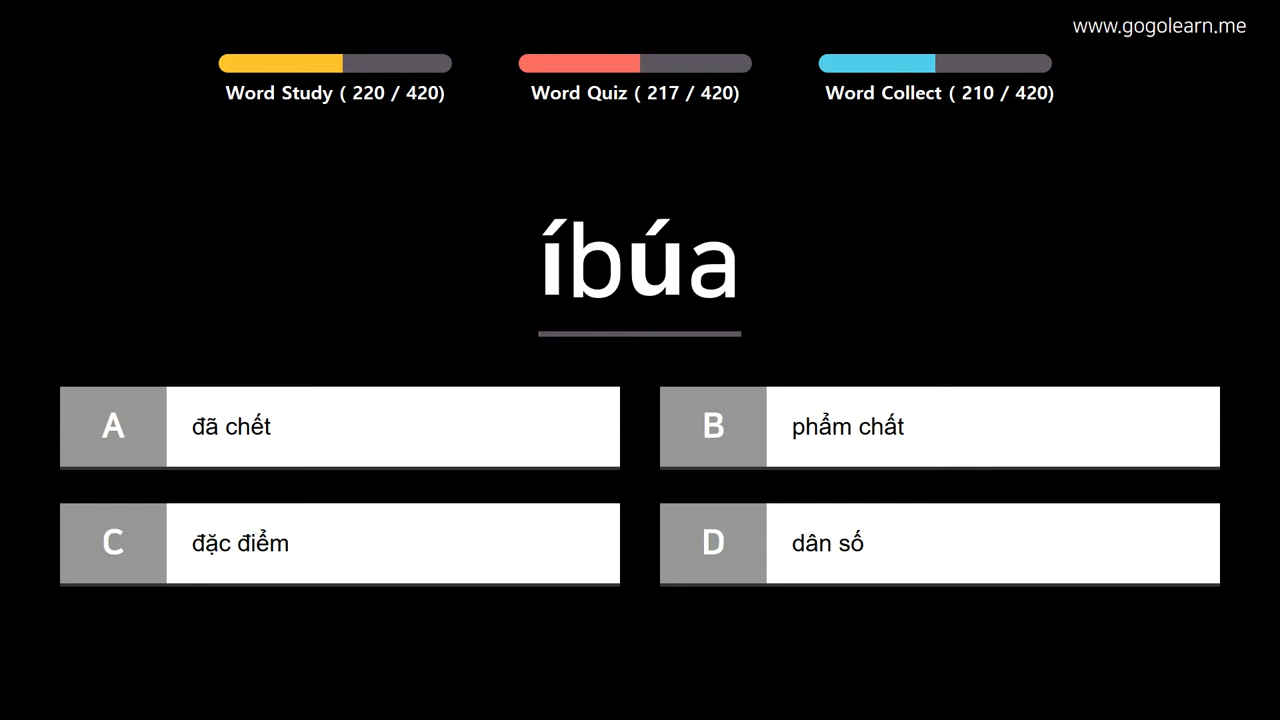 www.gogolearn.me
Word Study ( 220 / 420)
Word Quiz ( 217 / 420)
Word Collect ( 210 / 420)
íbúa
A đã chết
B phẩm chất
C đặc điểm
D dân số